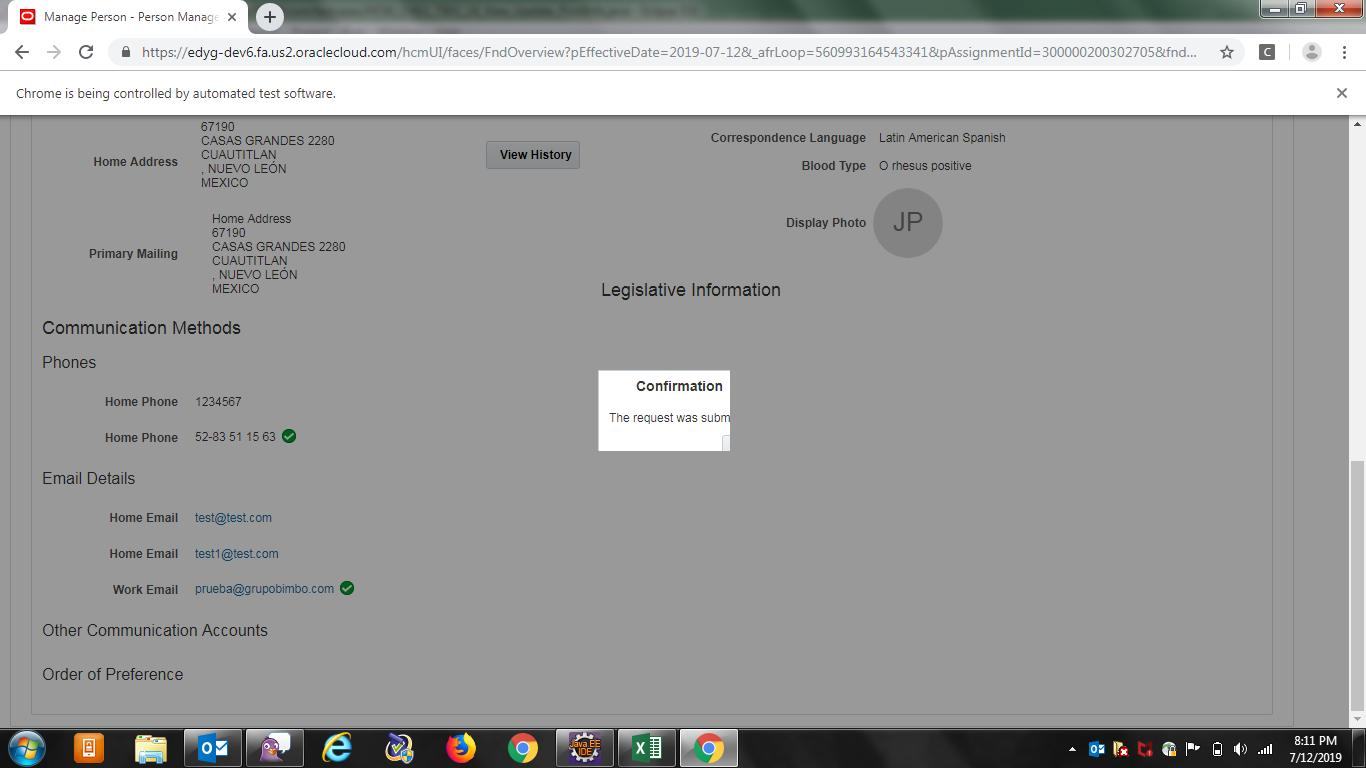 Manage Person - Person Manage
https://edyg-dev6.fa.us2.oraclecloud.com/hcmUI/faces/FndOverview?pEffectiveDate=2019-07-12&_afrLoop=560993164543341&pAssignmentId=300000200302705&fnd...
C
Chrome is being controlled by automated test software.
67190
CASAS GRANDES 2280
Home Address
CUAUTITLAN
, NUEVO LEÓN
MEXICO
View History
Correspondence Language Latin American Spanish
Blood Type O rhesus positive
Display Photo JP
Home Address
67190
CASAS GRANDES 2280
Primary Mailing
CUAUTITLAN
, NUEVO LEÓN
MEXICO
Legislative Information
Communication Methods
Phones
Home Phone 1234567
Home Phone 52-83 51 15 63
Confirmation
The request was subm
Email Details
Home Email test@test.com
Home Email test1@test.com
Work Email prueba@grupobimbo.com
Other Communication Accounts
Order of Preference
Java EE
IDE
8:11 PM
7/12/2019